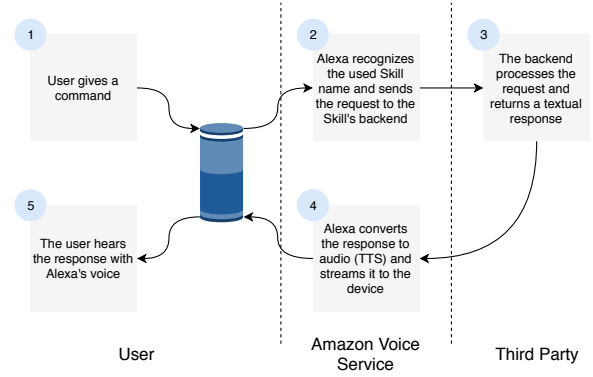 1
User gives a
command
2
Alexa recognizes
the used Skill
name and sends
the request to the
Skill's backend
3
The backend
processes the
request and
returns a textual
response
5
The user hears
the response with
Alexa's voice
4
Alexa converts
the response to
audio (TTS) and
streams it to the
device
User
Amazon Voice
Service
Third Party